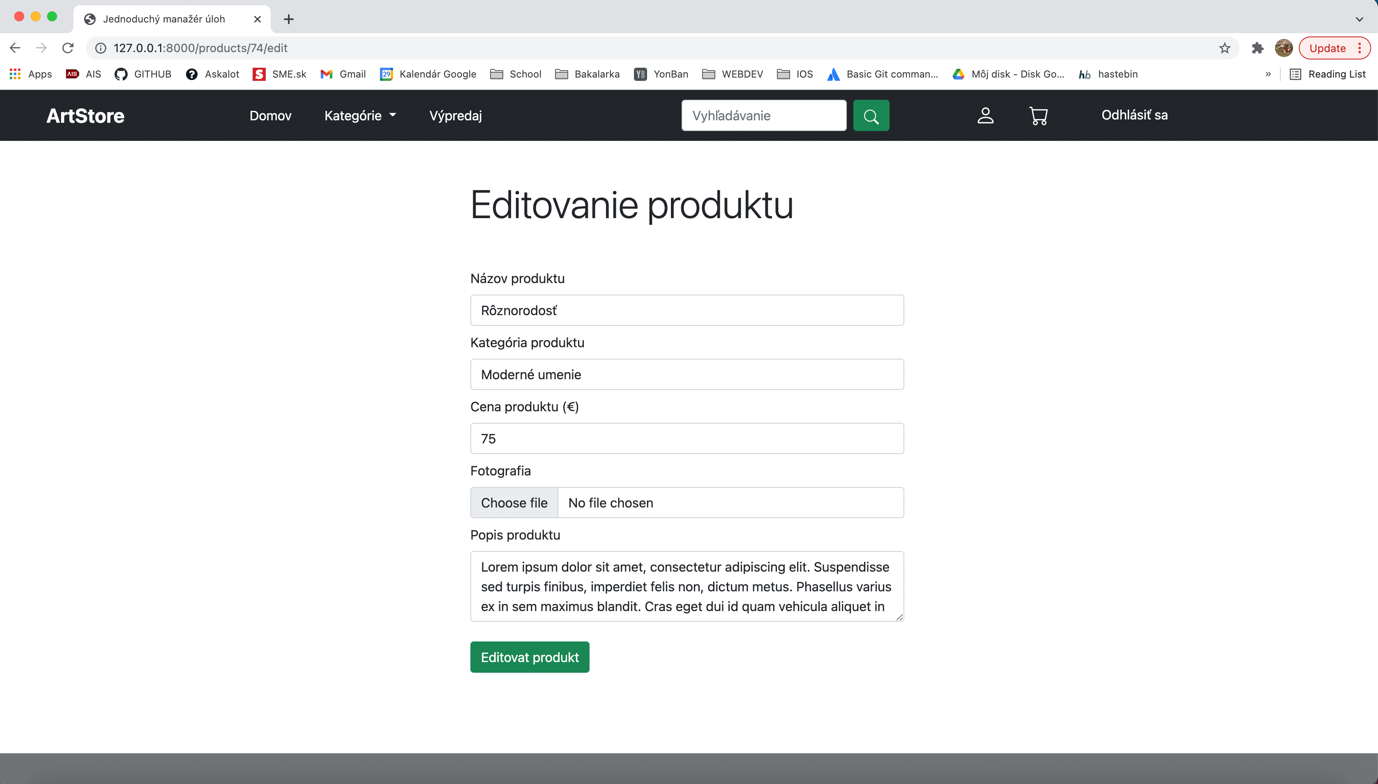 Jednoduchý manažér úloh
127.0.0.1:8000/products/74/edit
Update
Apps AIS GITHUB Askalot SME.sk Gmail Kalendár Google School Bakalarka YonBan WEBDEV IOS Basic Git comman... Môj disk - Disk Go... hastebin » Reading List
ArtStore Domov Kategórie Výpredaj Vyhľadávanie Odhlásiť sa
Editovanie produktu
Názov produktu
Rôznorodosť
Kategória produktu
Moderné umenie
Cena produktu (€)
75
Fotografia
Choose file No file chosen
Popis produktu
Lorem ipsum dolor sit amet, consectetur adipiscing elit. Suspendisse
sed turpis finibus, imperdiet felis non, dictum metus. Phasellus varius
ex in sem maximus blandit. Cras eget dui id quam vehicula aliquet in
Editovat produkt